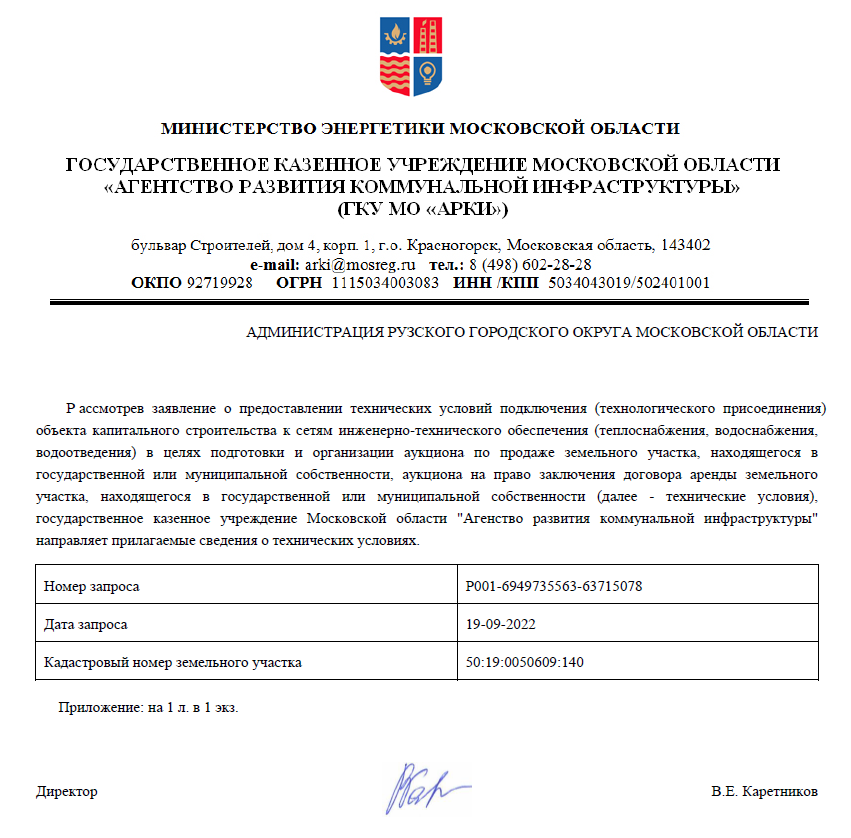 МИНИСТЕРСТВО ЭНЕРГЕТИКИ МОСКОВСКОЙ ОБЛАСТИ
ГОСУДАРСТВЕННОЕ КАЗЕННОЕ УЧРЕЖДЕНИЕ МОСКОВСКОЙ ОБЛАСТИ
«АГЕНТСТВО РАЗВИТИЯ КОММУНАЛЬНОЙ ИНФРАСТРУКТУРЫ»
(ГКУ МО «АРКИ»)
бульвар Строителей, дом 4, корп. 1, г.о. Красногорск, Московская область, 143402
e-mail: arki@mosreg.ru тел.: 8 (498) 602-28-28
ОКПО 92719928 ОГРН 1115034003083 ИНН /КПП 5034043019/502401001
АДМИНИСТРАЦИЯ РУЗСКОГО ГОРОДСКОГО ОКРУГА МОСКОВСКОЙ ОБЛАСТИ
Р ассмотрев заявление о предоставлении технических условий подключения (технологического присоединения)
объекта капитального строительства к сетям инженерно-технического обеспечения (теплоснабжения, водоснабжения,
водоотведения) в целях подготовки и организации аукциона по продаже земельного участка, находящегося в
государственной или муниципальной собственности, аукциона на право заключения договора аренды земельного
участка, находящегося в государственной или муниципальной собственности (далее - технические условия),
государственное казенное учреждение Московской области "Агенство развития коммунальной инфраструктуры"
направляет прилагаемые сведения о технических условиях.
Номер запроса P001-6949735563-63715078
Дата запроса 19-09-2022
Кадастровый номер земельного участка 50:19:0050609:140
Приложение: на 1 л. в 1 экз.
Директор В.Е. Каретников